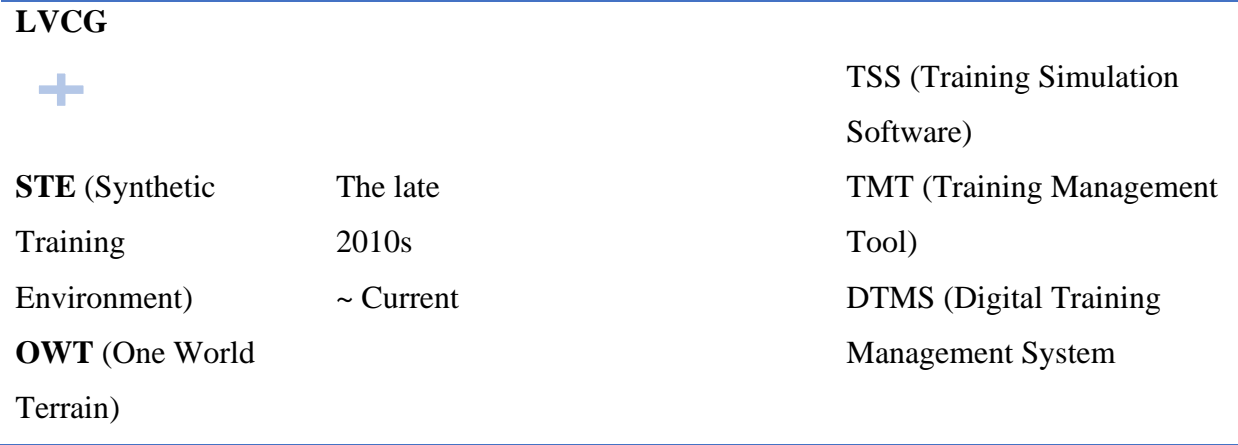 LVCG
+
STE (Synthetic
Training
Environment)
OWT (One World
Terrain)
The late
2010s
~ Current
TSS (Training Simulation
Software)
TMT (Training Management
Tool)
DTMS (Digital Training
Management System